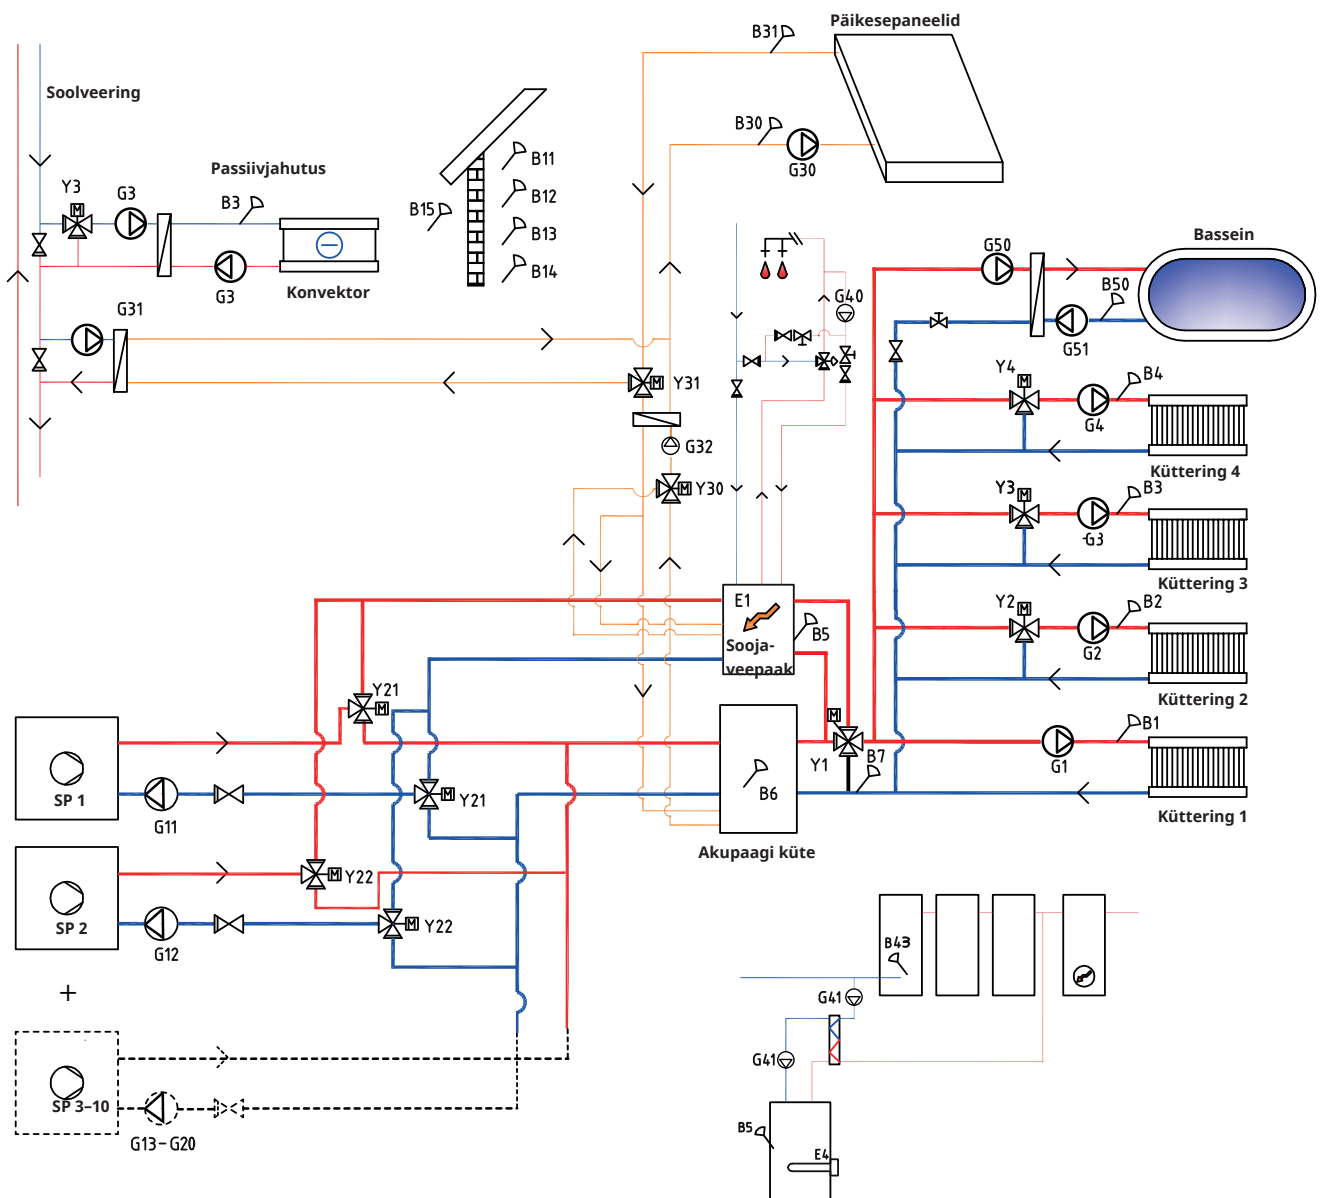 Päikesepaneelid
B31
Soolveering
B30
G30
Passiivjahutus
B11
Y3
G3
B3
B12
B15
B13
B14
G3
Konvektor
G31
G40
G50
Bassein
B50
G51
Y31
Y4
B4
G4
Küttering 4
G32
Y30
Y3
B3
G3
Küttering 3
E1
Sooja-
veepaak
B5
Y2
B2
G2
Küttering 2
Y21
SP 1
G11
Y21
B6
Akupaagi küte
Y1
B7
G1
B1
Küttering 1
SP 2
G12
Y22
Y22
+
SP 3–10
G13–G20
B43
G41
G41
B5
E4
M
M
M
M
M
M
M
M
M
M
M